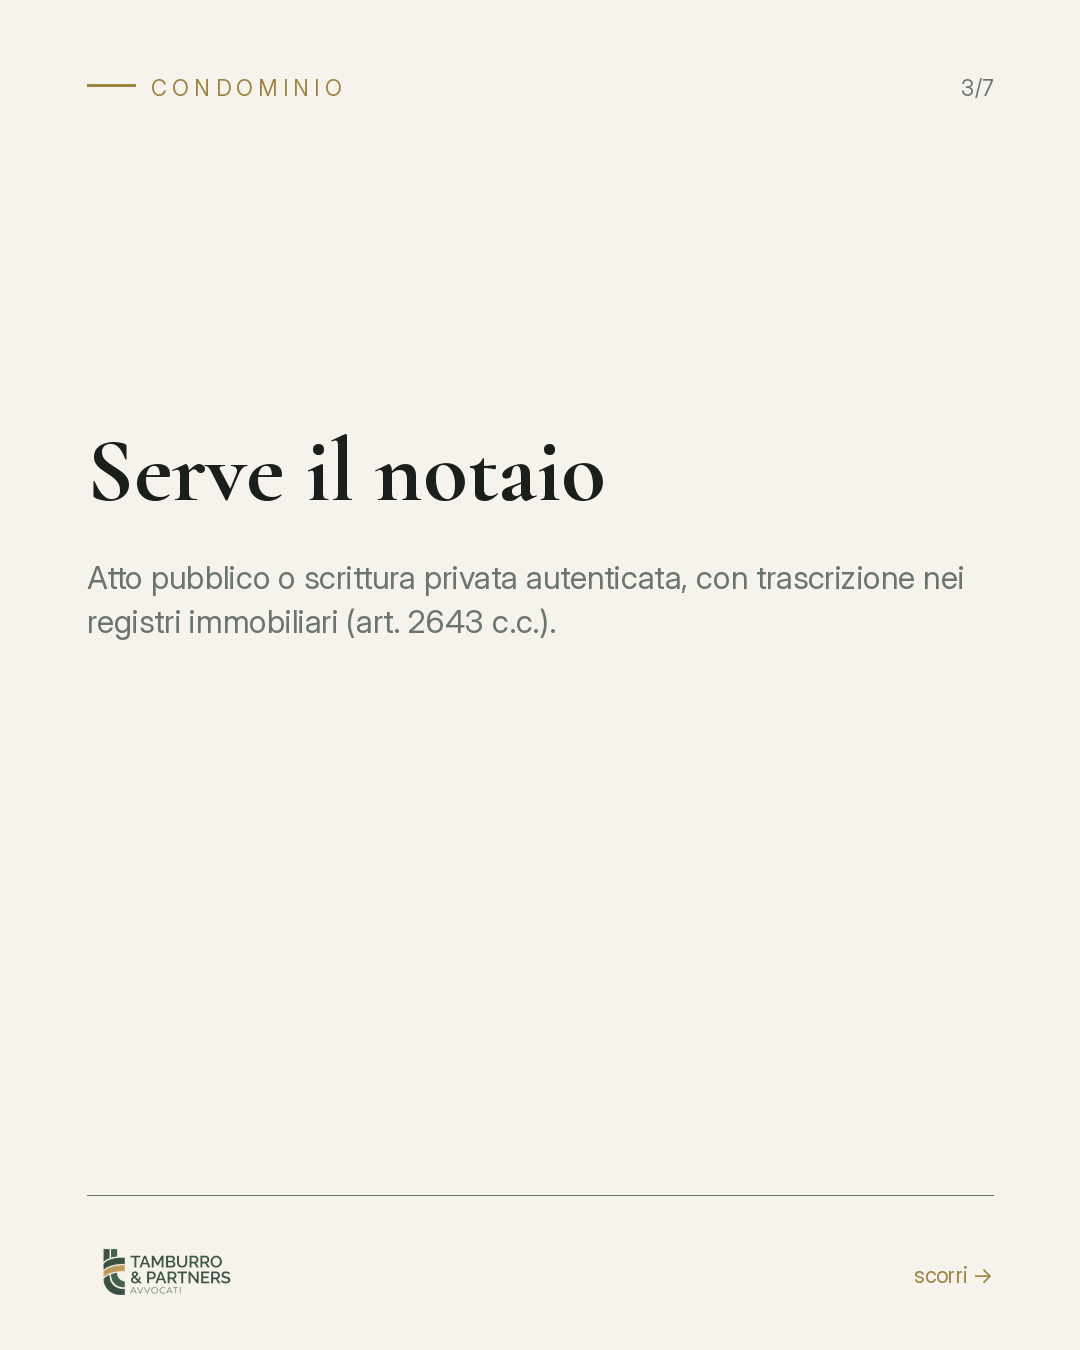 CONDOMINIO
3/7
Serve il notaio
Atto pubblico o scrittura privata autenticata, con trascrizione nei
registri immobiliari (art. 2643 c.c.).
TAMBURRO
& PARTNERS
AVVOCATI
scorri →